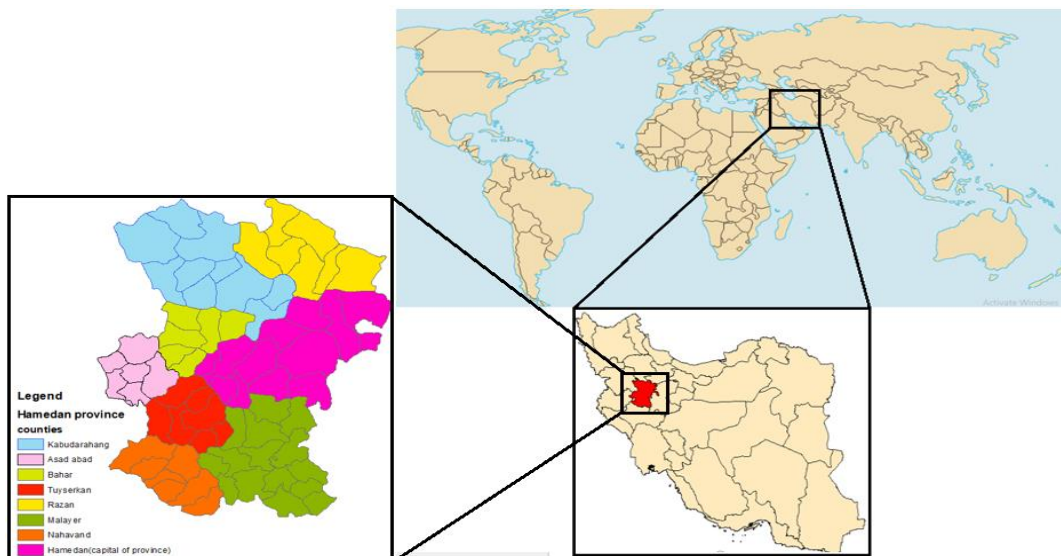 Legend
Hamedan province
counties
Kabudarahang
Asad abad
Bahar
Tuyserkan
Razan
Malayer
Nahavand
Hamedan(capital of province)
Activate Windows